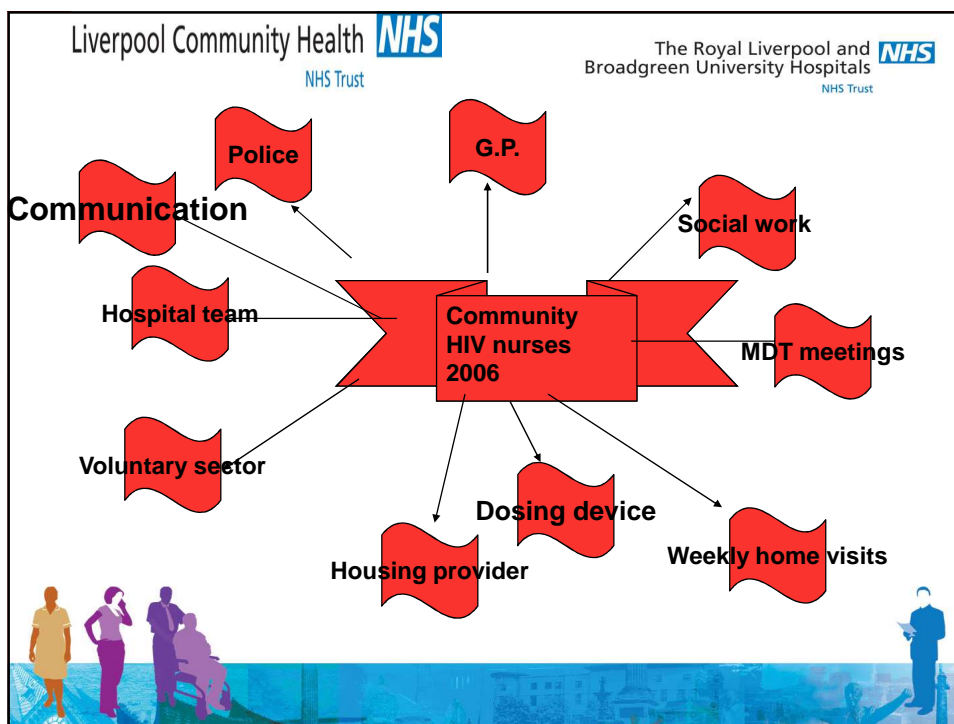 Liverpool Community Health NHS
NHS Trust
The Royal Liverpool and NHS
Broadgreen University Hospitals
NHS Trust
Police
G.P.
Communication
Social work
Hospital team
Community
HIV nurses
2006
MDT meetings
Voluntary sector
Dosing device
Housing provider
Weekly home visits